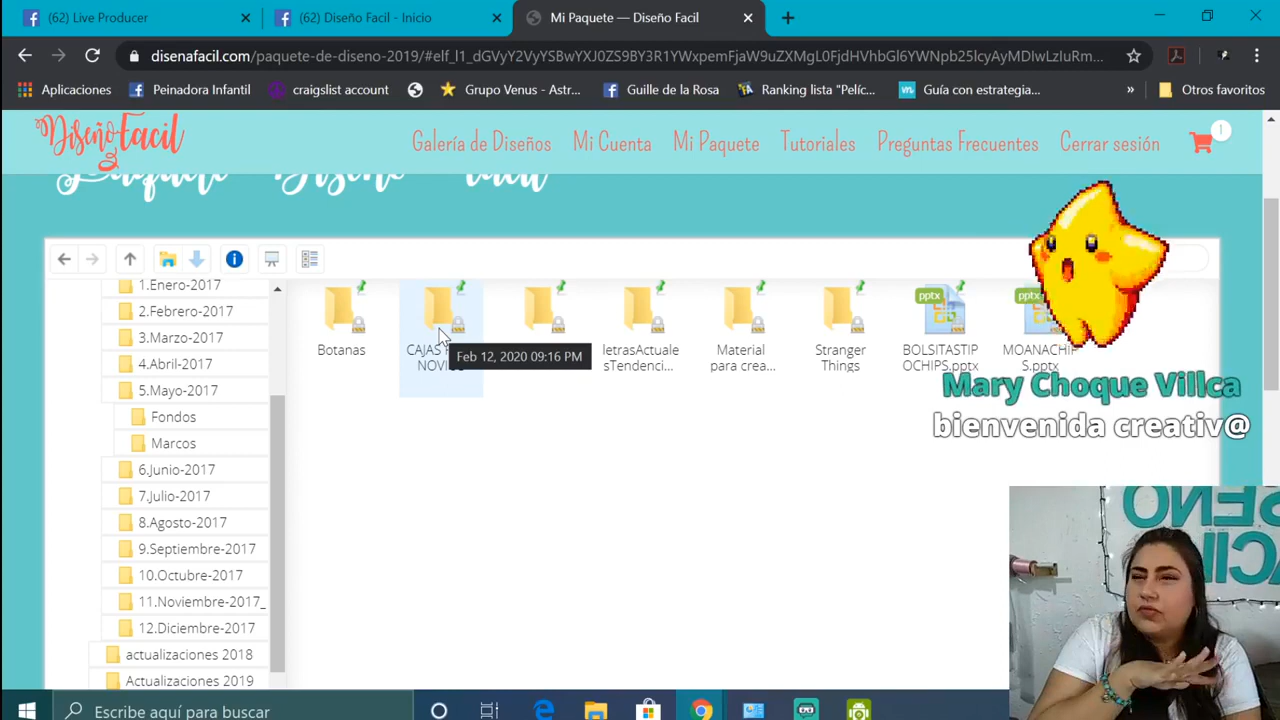 (62) Live Producer
(62) Diseño Facil - Inicio
Mi Paquete — Diseño Facil
disenafacil.com/paquete-de-diseno-2019/#elf_l1_dGVyY2VyYSBwYXJ0ZS9BY3R1YWxpemFjaW9uZXMgL0FjdHVhbGl6YWNpb25lcyAyMDIwLzIuRm...
Aplicaciones
Peinadora Infantil
craigslist account
Grupo Venus - Astr...
Guille de la Rosa
Ranking lista "Pelíc...
Guía con estrategia...
»
Otros favoritos
DiseñoFacil
Galería de Diseños
Mi Cuenta
Mi Paquete
Tutoriales
Preguntas Frecuentes
Cerrar sesión
1
Paquete Diseño Facil
1.Enero-2017
2.Febrero-2017
3.Marzo-2017
4.Abril-2017
5.Mayo-2017
Fondos
Marcos
6.Junio-2017
7.Julio-2017
8.Agosto-2017
9.Septiembre-2017
10.Octubre-2017
11.Noviembre-2017_
12.Diciembre-2017
actualizaciones 2018
Actualizaciones 2019
Botanas
CAJAS
NOVI
Feb 12, 2020 09:16 PM
letrasActuale
sTendenci...
Material
para crea...
Stranger
Things
pptx
BOLSITASTIP
OCHIPS.pptx
pptx
MOANACHIP
S.pptx
Mary Choque Villca
bienvenida creativ@
Escribe aquí para buscar